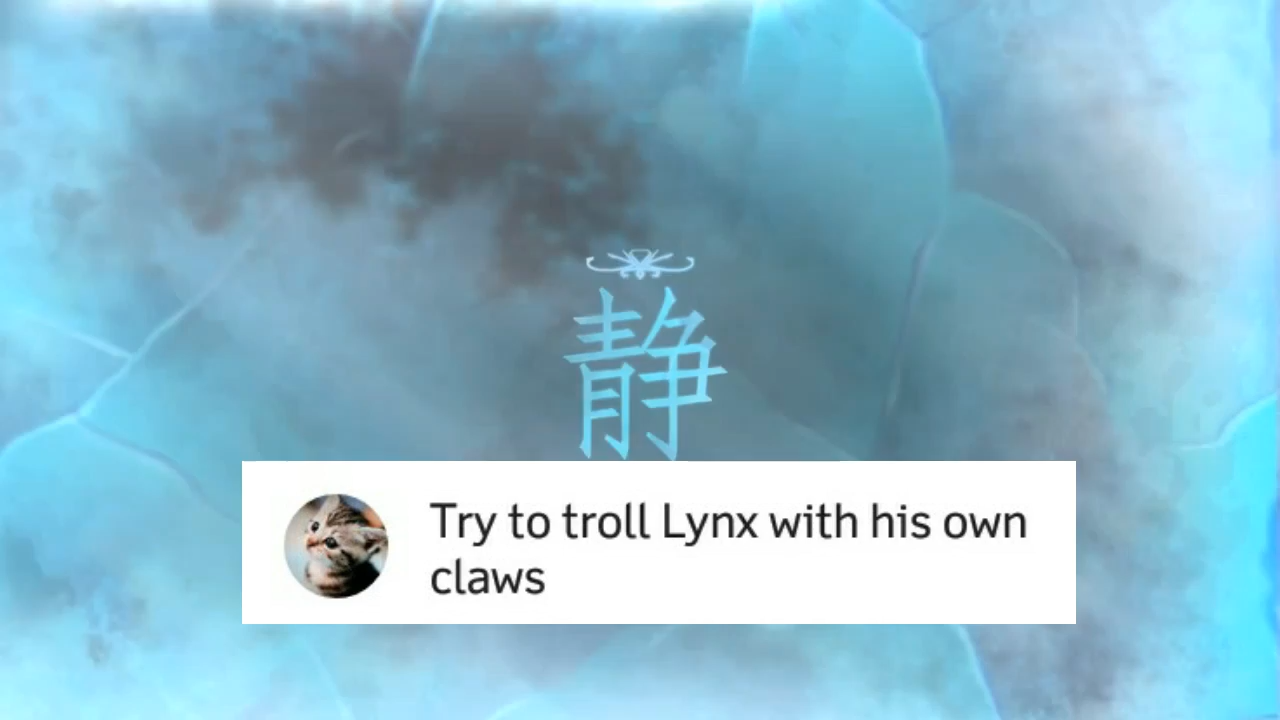 静
Try to troll Lynx with his own
claws